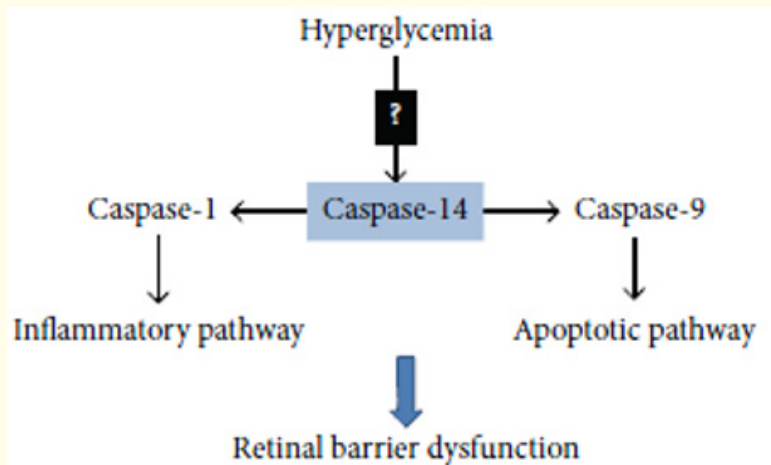 Hyperglycemia
?
Caspase-1
Caspase-14
Caspase-9
Inflammatory pathway
Apoptotic pathway
Retinal barrier dysfunction